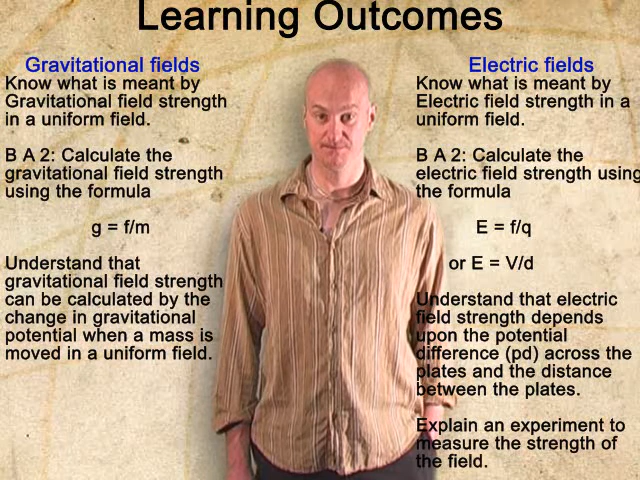 Learning Outcomes
Gravitational fields
Know what is meant by
Gravitational field strength
in a uniform field.
B A 2: Calculate the
gravitational field strength
using the formula
g = f/m
Understand that
gravitational field strength
can be calculated by the
change in gravitational
potential when a mass is
moved in a uniform field.
Electric fields
Know what is meant by
Electric field strength in a
uniform field.
B A 2: Calculate the
electric field strength using
the formula
E = f/q
or E = V/d
Understand that electric
field strength depends
upon the potential
difference (pd) across the
plates and the distance
between the plates.
Explain an experiment to
measure the strength of
the field.